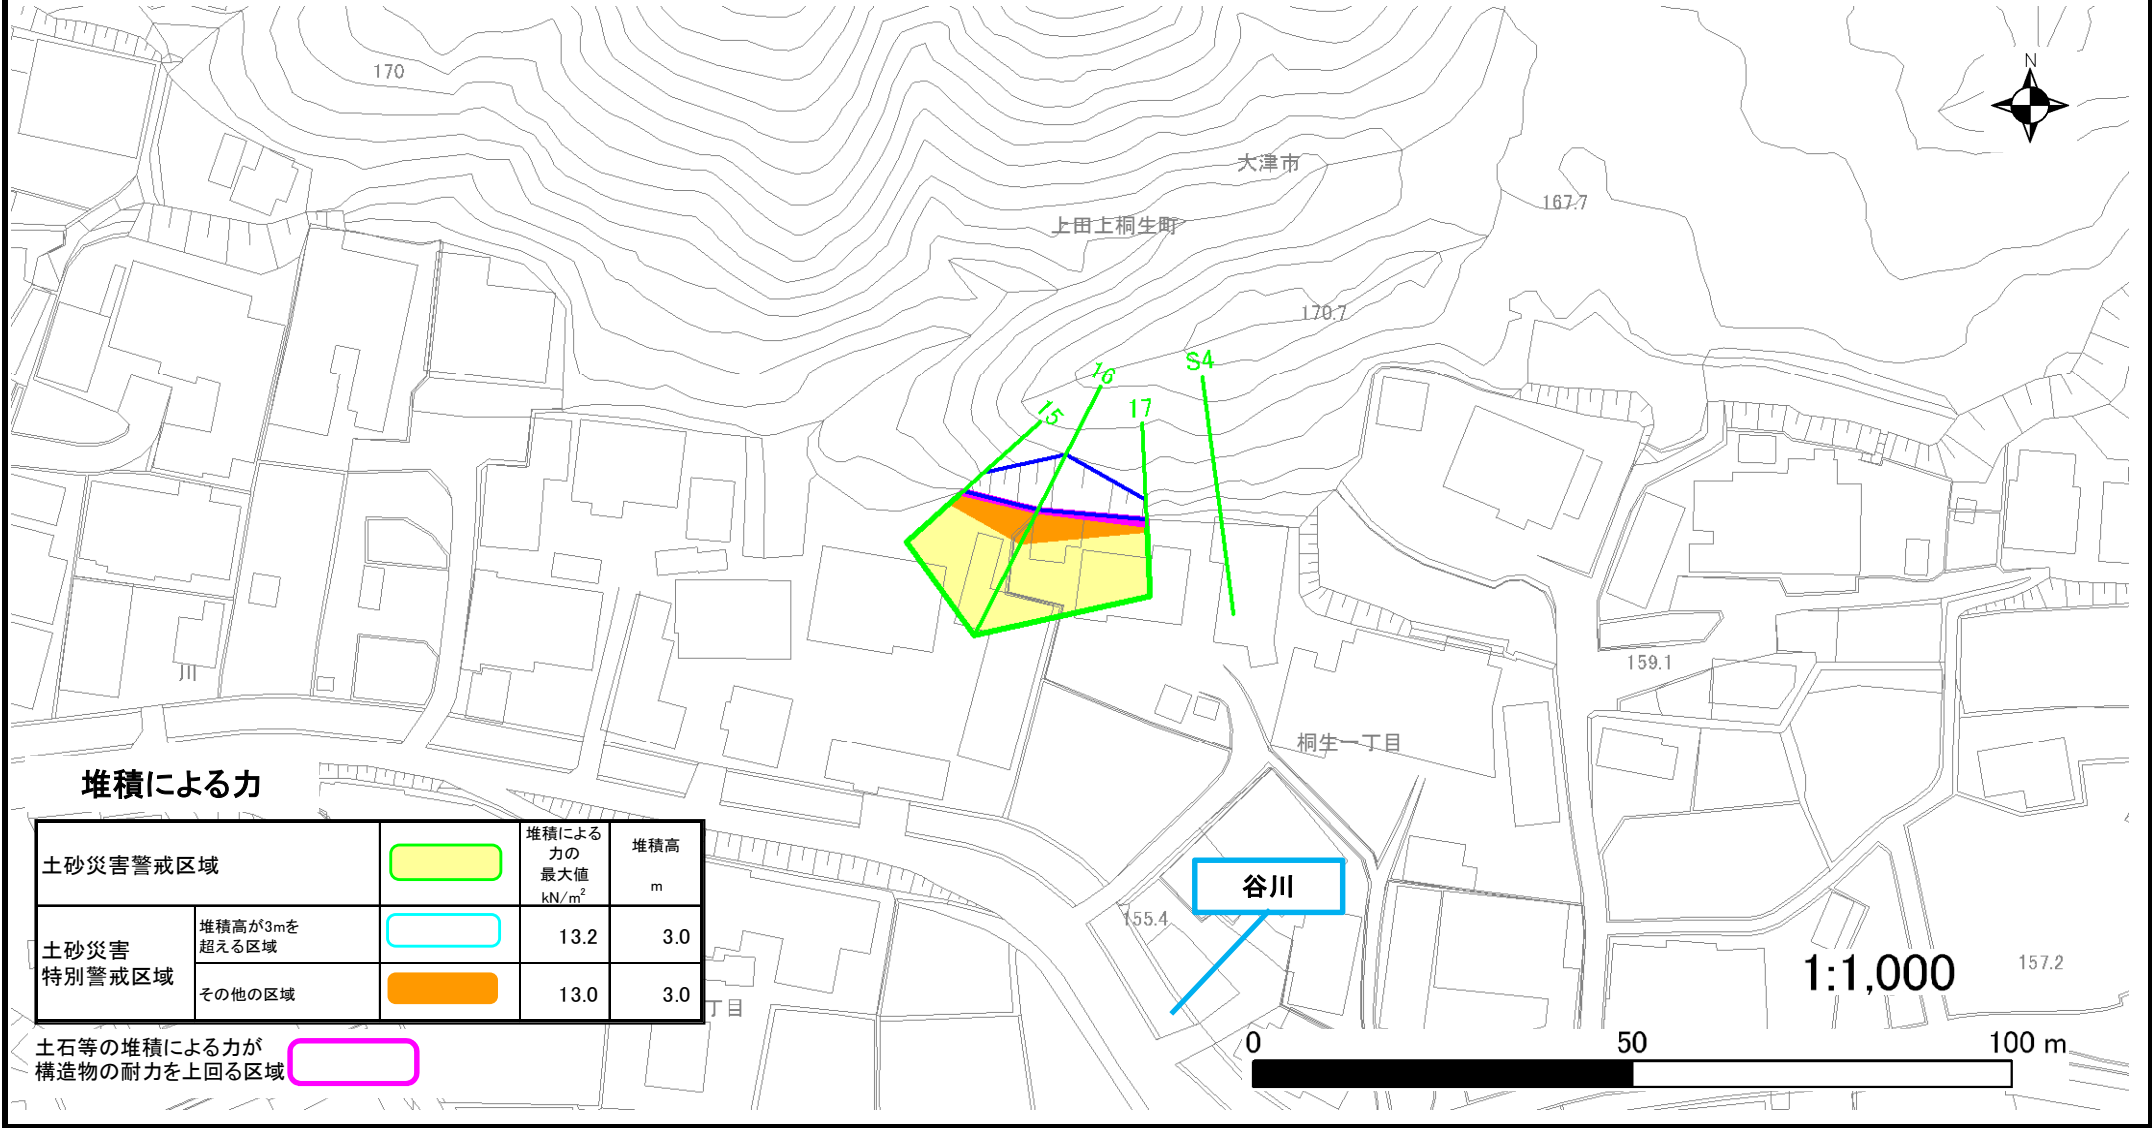 N
170
大津市
167.7
上田上桐生町
170.7
S4
16
15
17
159.1
川
桐生一丁目
堆積による力
堆積による
力の
最大値
kN/m²
堆積高
m
土砂災害警戒区域
土砂災害
特別警戒区域
堆積高が3mを
超える区域
13.2
3.0
その他の区域
13.0
3.0
丁目
土石等の堆積による力が
構造物の耐力を上回る区域
谷川
155.4
157.2
1:1,000
0
50
100 m